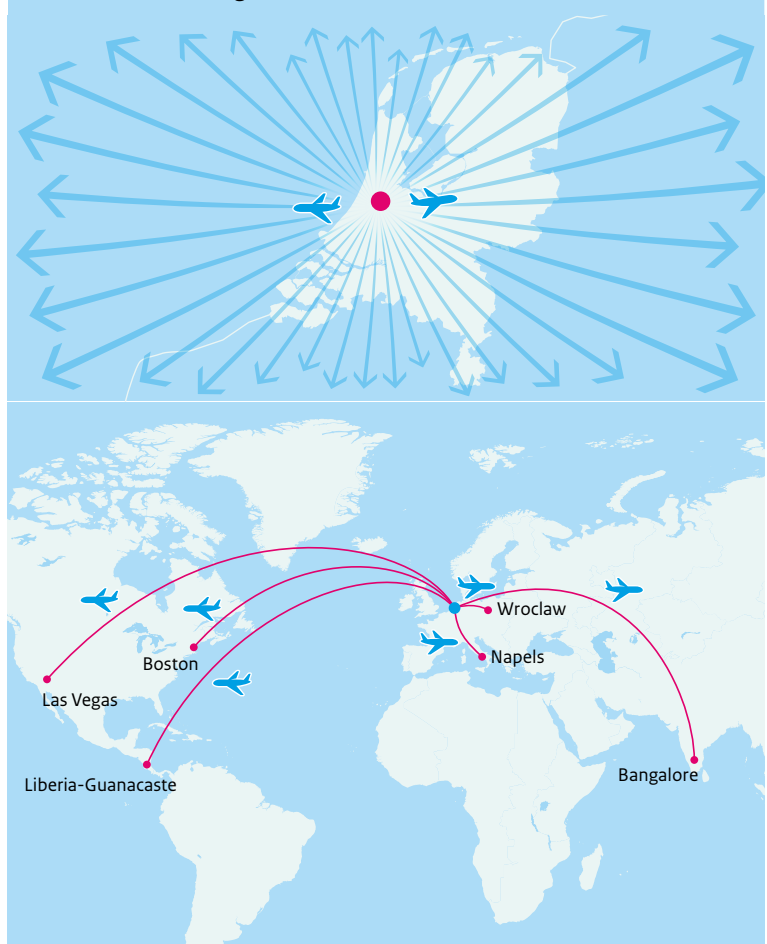 Wroclaw
Boston
Napels
Las Vegas
Liberia-Guanacaste
Bangalore